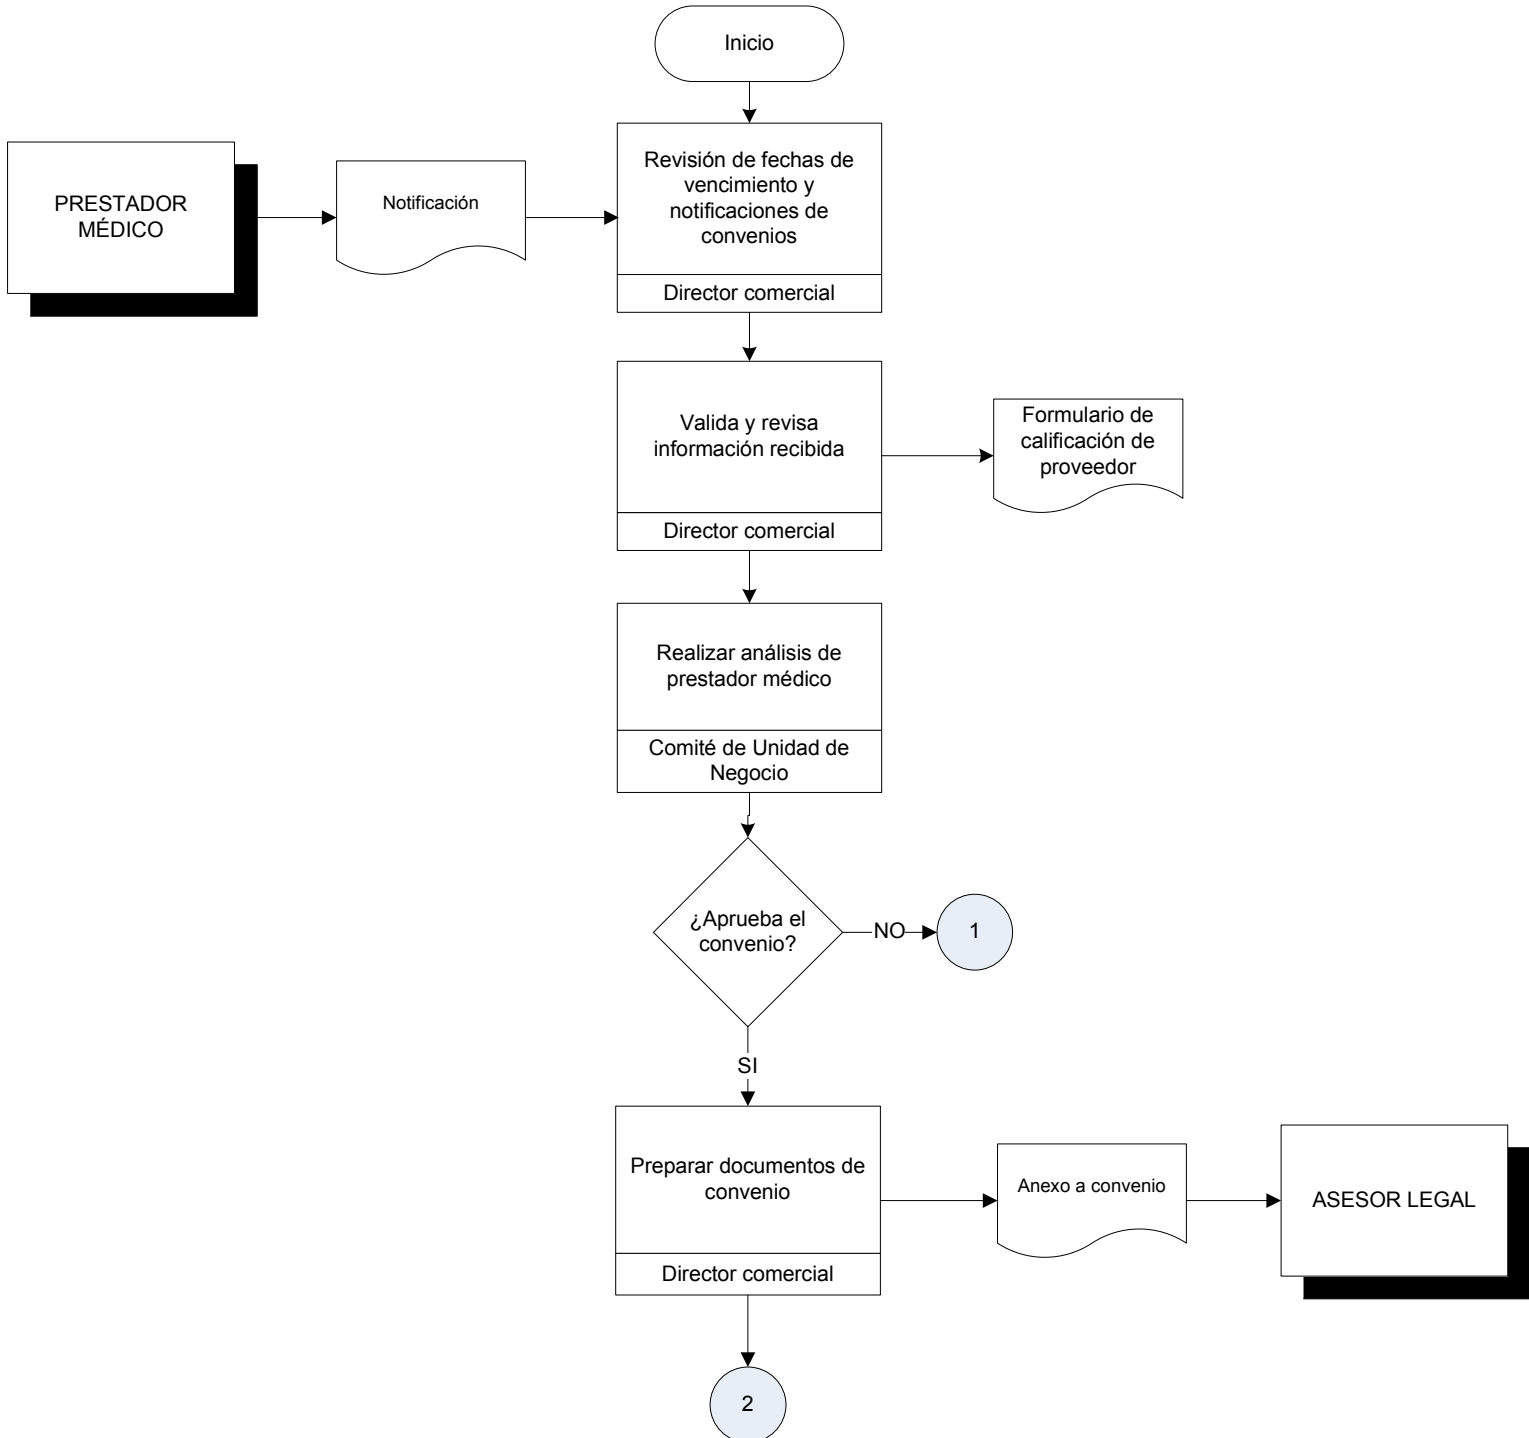 Inicio
PRESTADOR
MÉDICO
Notificación
Revisión de fechas de
vencimiento y
notificaciones de
convenios
Director comercial
Valida y revisa
información recibida
Director comercial
Formulario de
calificación de
proveedor
Realizar análisis de
prestador médico
Comité de Unidad de
Negocio
¿Aprueba el
convenio?
NO
1
SI
Preparar documentos de
convenio
Director comercial
Anexo a convenio
ASESOR LEGAL
2